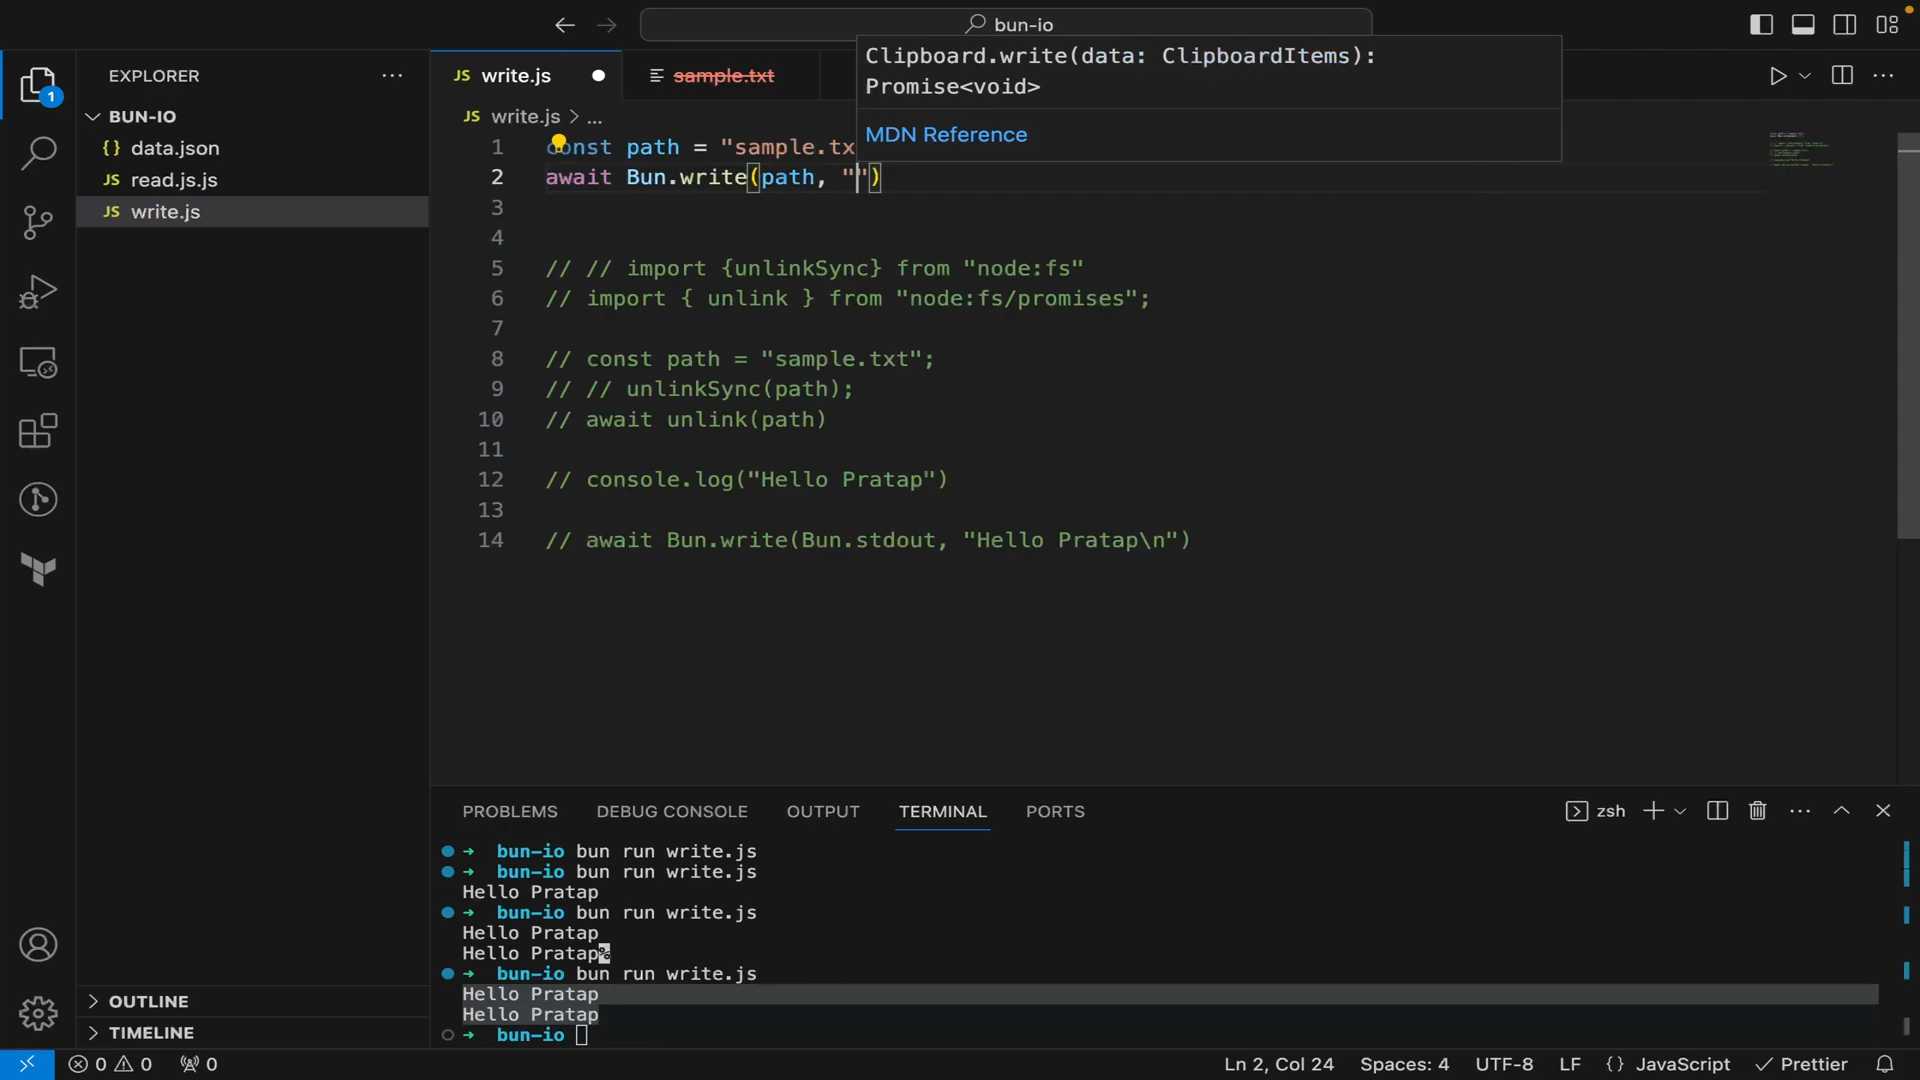 bun-io
EXPLORER
BUN-IO
{} data.json
JS read.js.js
JS write.js
OUTLINE
TIMELINE
1
JS write.js
sample.txt
JS write.js > ...
Clipboard.write(data: ClipboardItems):
Promise<void>
MDN Reference
1 const path = "sample.tx
2 await Bun.write(path, "")
3
4
5 // // import {unlinkSync} from "node:fs"
6 // import { unlink } from "node:fs/promises";
7
8 // const path = "sample.txt";
9 // // unlinkSync(path);
10 // await unlink(path)
11
12 // console.log("Hello Pratap")
13
14 // await Bun.write(Bun.stdout, "Hello Pratap\n")
PROBLEMS DEBUG CONSOLE OUTPUT TERMINAL PORTS
zsh
➜ bun-io bun run write.js
➜ bun-io bun run write.js
Hello Pratap
➜ bun-io bun run write.js
Hello Pratap
Hello Pratap%
➜ bun-io bun run write.js
Hello Pratap
Hello Pratap
➜ bun-io
0 0 0
Ln 2, Col 24 Spaces: 4 UTF-8 LF {} JavaScript Prettier